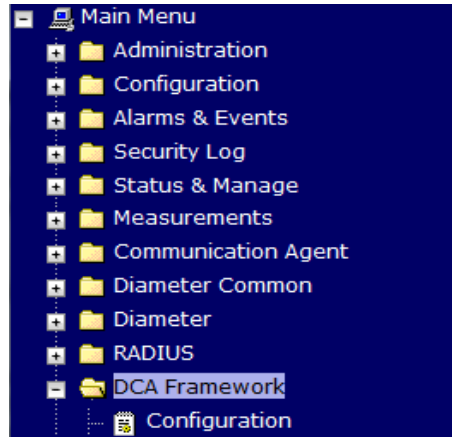 Main Menu
Administration
Configuration
Alarms & Events
Security Log
Status & Manage
Measurements
Communication Agent
Diameter Common
Diameter
RADIUS
DCA Framework
Configuration